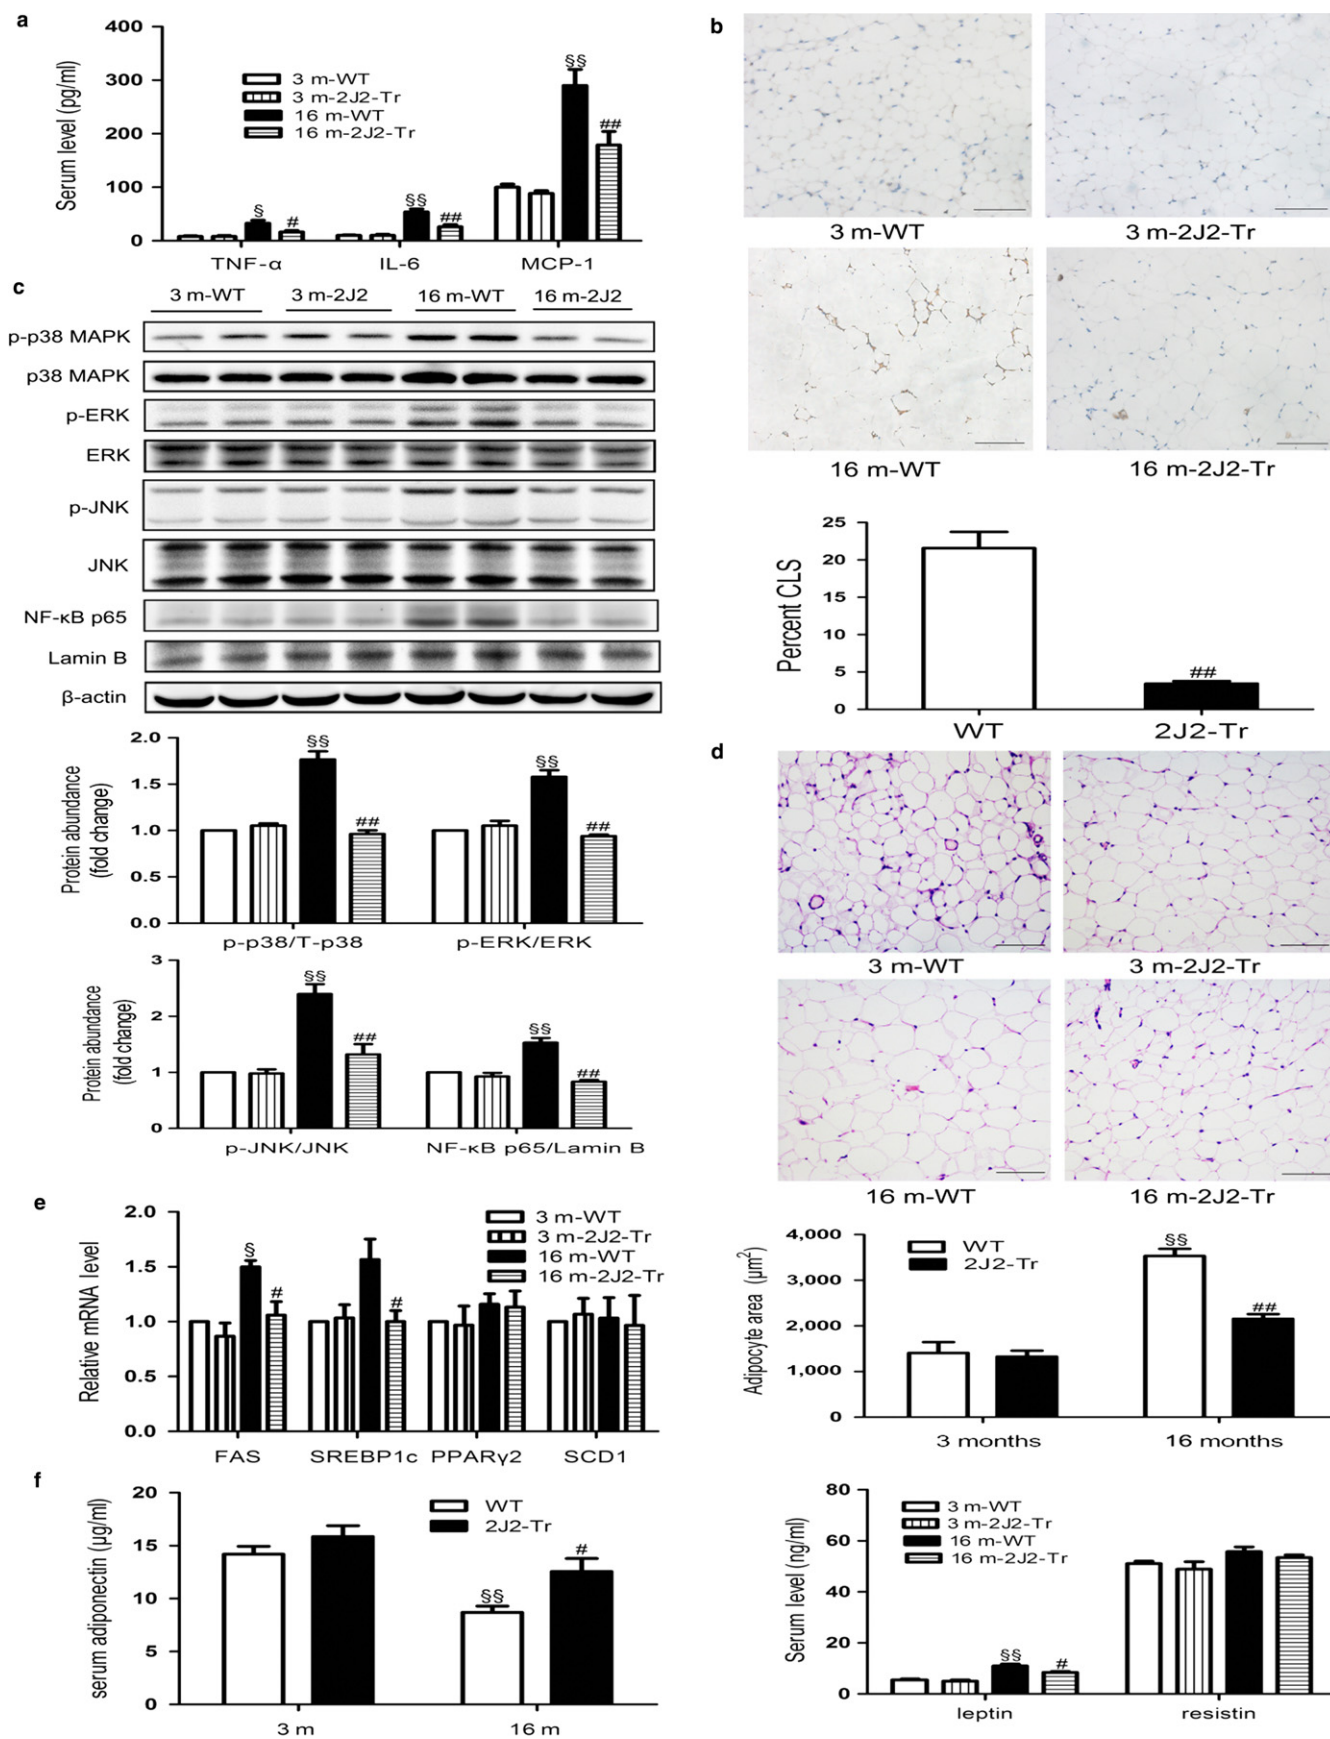 a
Serum level (pg/ml)
400
300
200
100
0
3 m-WT
3 m-2J2-Tr
16 m-WT
16 m-2J2-Tr
§
#
§§
##
§§
##
TNF-α IL-6 MCP-1
b
3 m-WT 3 m-2J2-Tr
16 m-WT 16 m-2J2-Tr
Percent CLS
25
20
15
10
5
0
##
WT 2J2-Tr
c
3 m-WT 3 m-2J2 16 m-WT 16 m-2J2
p-p38 MAPK
p38 MAPK
p-ERK
ERK
p-JNK
JNK
NF-κB p65
Lamin B
β-actin
Protein abundance
(fold change)
2.0
1.5
1.0
0.5
0.0
§§
##
§§
##
p-p38/T-p38 p-ERK/ERK
Protein abundance
(fold change)
3
2
1
0
§§
##
§§
##
p-JNK/JNK NF-κB p65/Lamin B
d
3 m-WT 3 m-2J2-Tr
16 m-WT 16 m-2J2-Tr
Adipocyte area (μm²)
4,000
3,000
2,000
1,000
0
WT
2J2-Tr
§§
##
3 months 16 months
e
Relative mRNA level
2.0
1.5
1.0
0.5
0.0
3 m-WT
3 m-2J2-Tr
16 m-WT
16 m-2J2-Tr
§
#
#
FAS SREBP1c PPARγ2 SCD1
f
serum adiponectin (μg/ml)
20
15
10
5
0
WT
2J2-Tr
§§
#
3 m 16 m
Serum level (ng/ml)
80
60
40
20
0
3 m-WT
3 m-2J2-Tr
16 m-WT
16 m-2J2-Tr
§§
#
leptin resistin